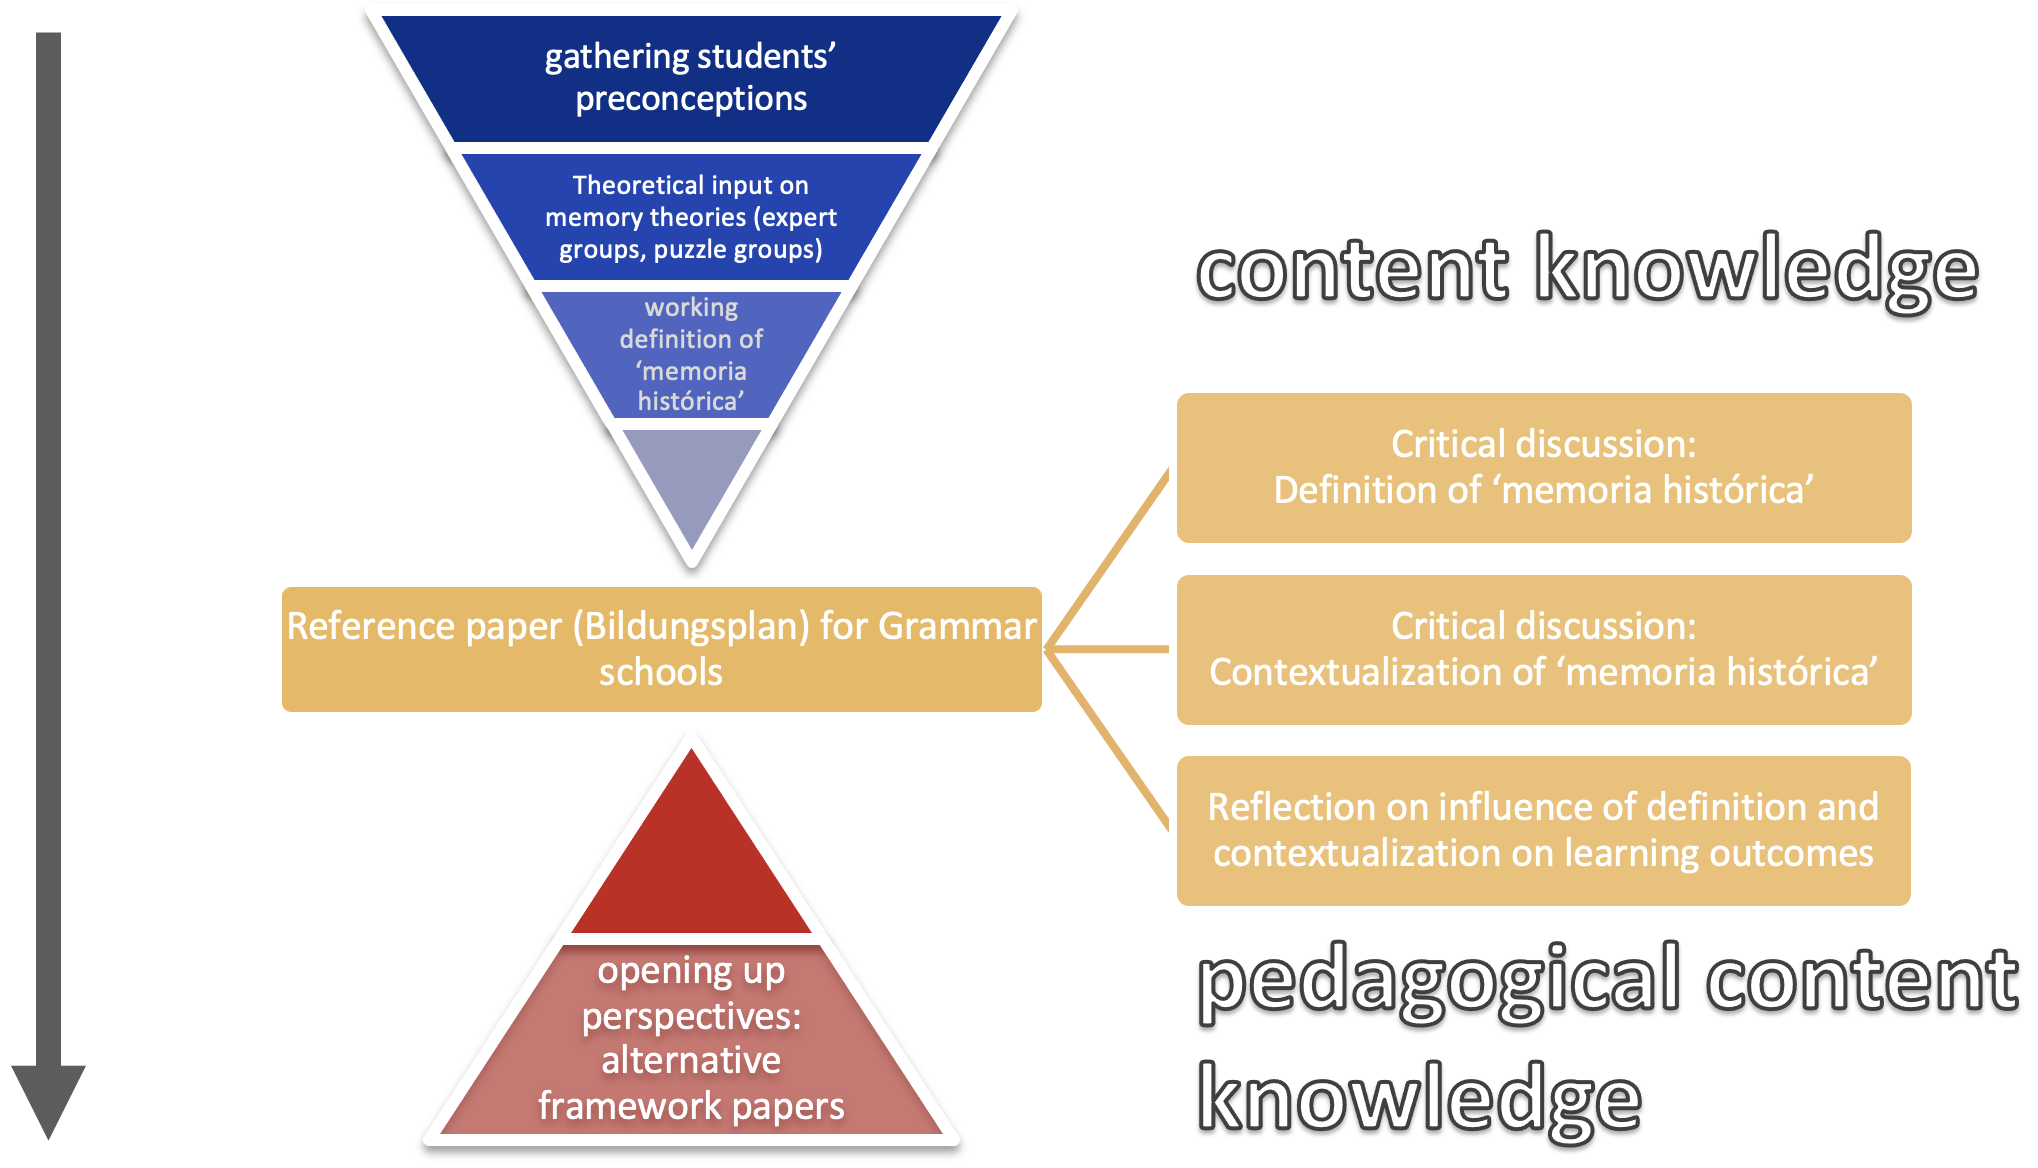 gathering students’
preconceptions
Theoretical input on
memory theories (expert
groups, puzzle groups)
working
definition of
‘memoria
histórica’
content knowledge
Critical discussion:
Definition of ‘memoria histórica’
Reference paper (Bildungsplan) for Grammar
schools
Critical discussion:
Contextualization of ‘memoria histórica’
Reflection on influence of definition and
contextualization on learning outcomes
opening up
perspectives:
alternative
framework papers
pedagogical content
knowledge